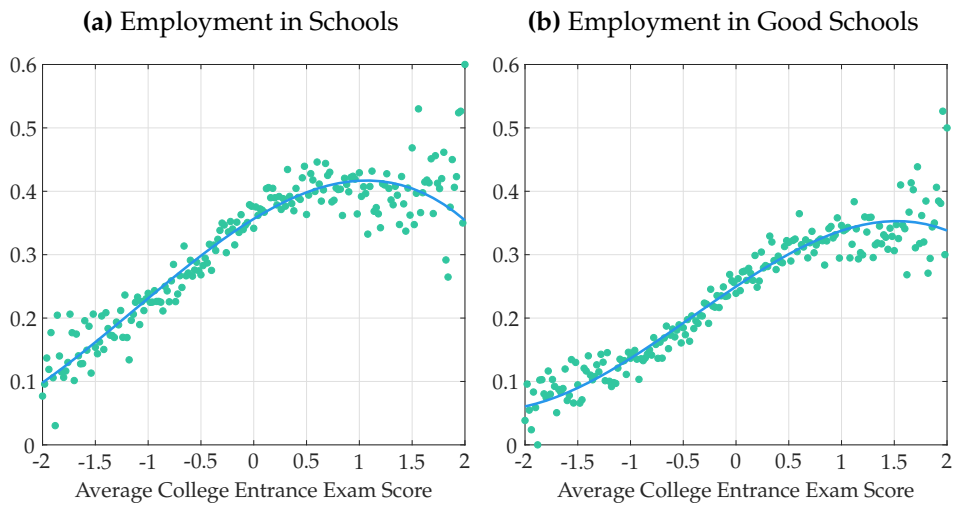 (a) Employment in Schools
0.6
0.5
0.4
0.3
0.2
0.1
0
-2 -1.5 -1 -0.5 0 0.5 1 1.5 2
Average College Entrance Exam Score
(b) Employment in Good Schools
0.6
0.5
0.4
0.3
0.2
0.1
0
-2 -1.5 -1 -0.5 0 0.5 1 1.5 2
Average College Entrance Exam Score